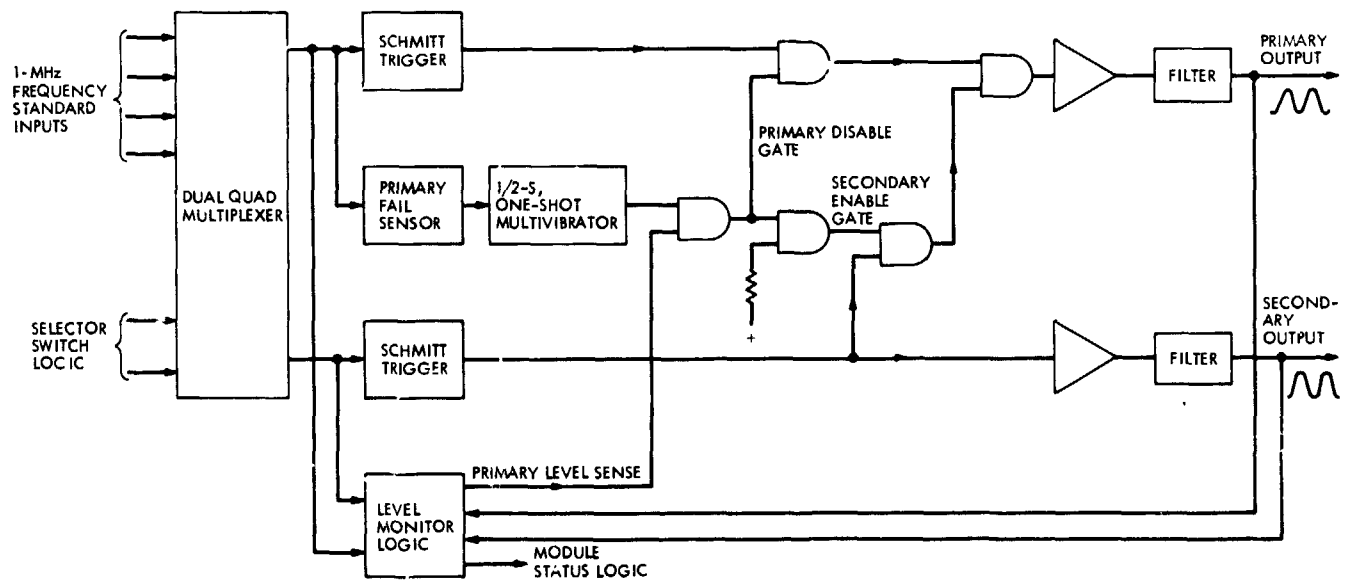 1-MHz
FREQUENCY
STANDARD
INPUTS
SELECTOR
SWITCH
LOGIC
DUAL QUAD
MULTIPLEXER
SCHMITT
TRIGGER
PRIMARY
FAIL
SENSOR
1/2-S,
ONE-SHOT
MULTIVIBRATOR
SCHMITT
TRIGGER
LEVEL
MONITOR
LOGIC
PRIMARY LEVEL SENSE
MODULE
STATUS LOGIC
PRIMARY DISABLE
GATE
SECONDARY
ENABLE
GATE
+
FILTER
PRIMARY
OUTPUT
FILTER
SECOND-
ARY
OUTPUT